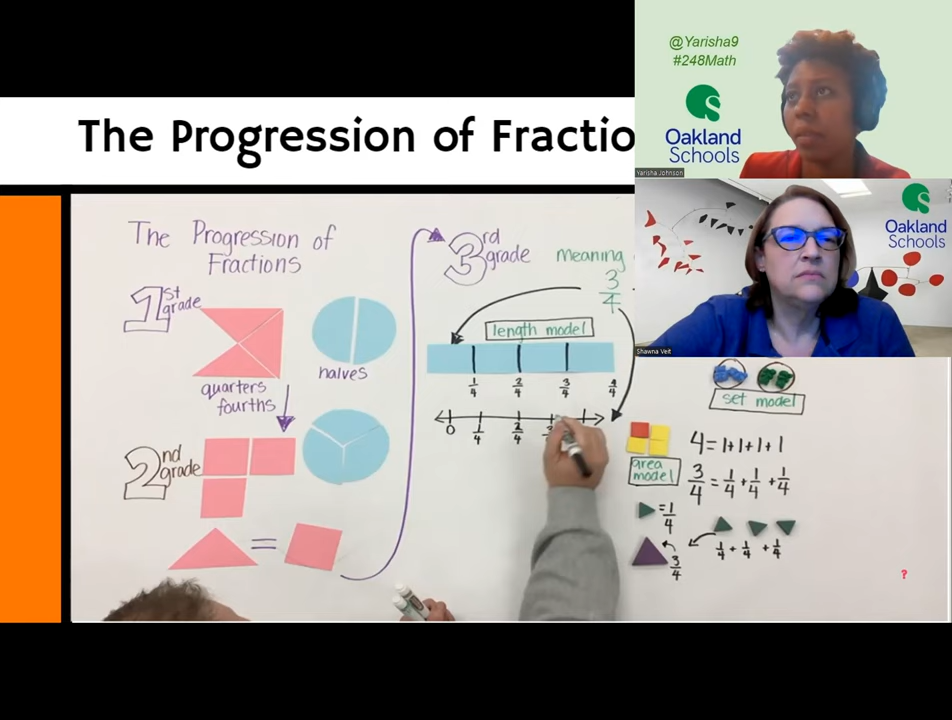 @Yarisha9
#248Math
Oakland
Schools
Yarisha Johnson
Oakland
Schools
Shawna Veit
The Progression of Fractio
The Progression of
Fractions
1st
grade
quarters
fourths
halves
2nd
grade
=
3rd
grade
meaning
3/4
length model
1/4 2/4 3/4 4/4
0 1/4 2/4
set model
area
model
4=1+1+1+1
3/4=1/4+1/4+1/4
=1/4
3/4
1/4+1/4+1/4
?